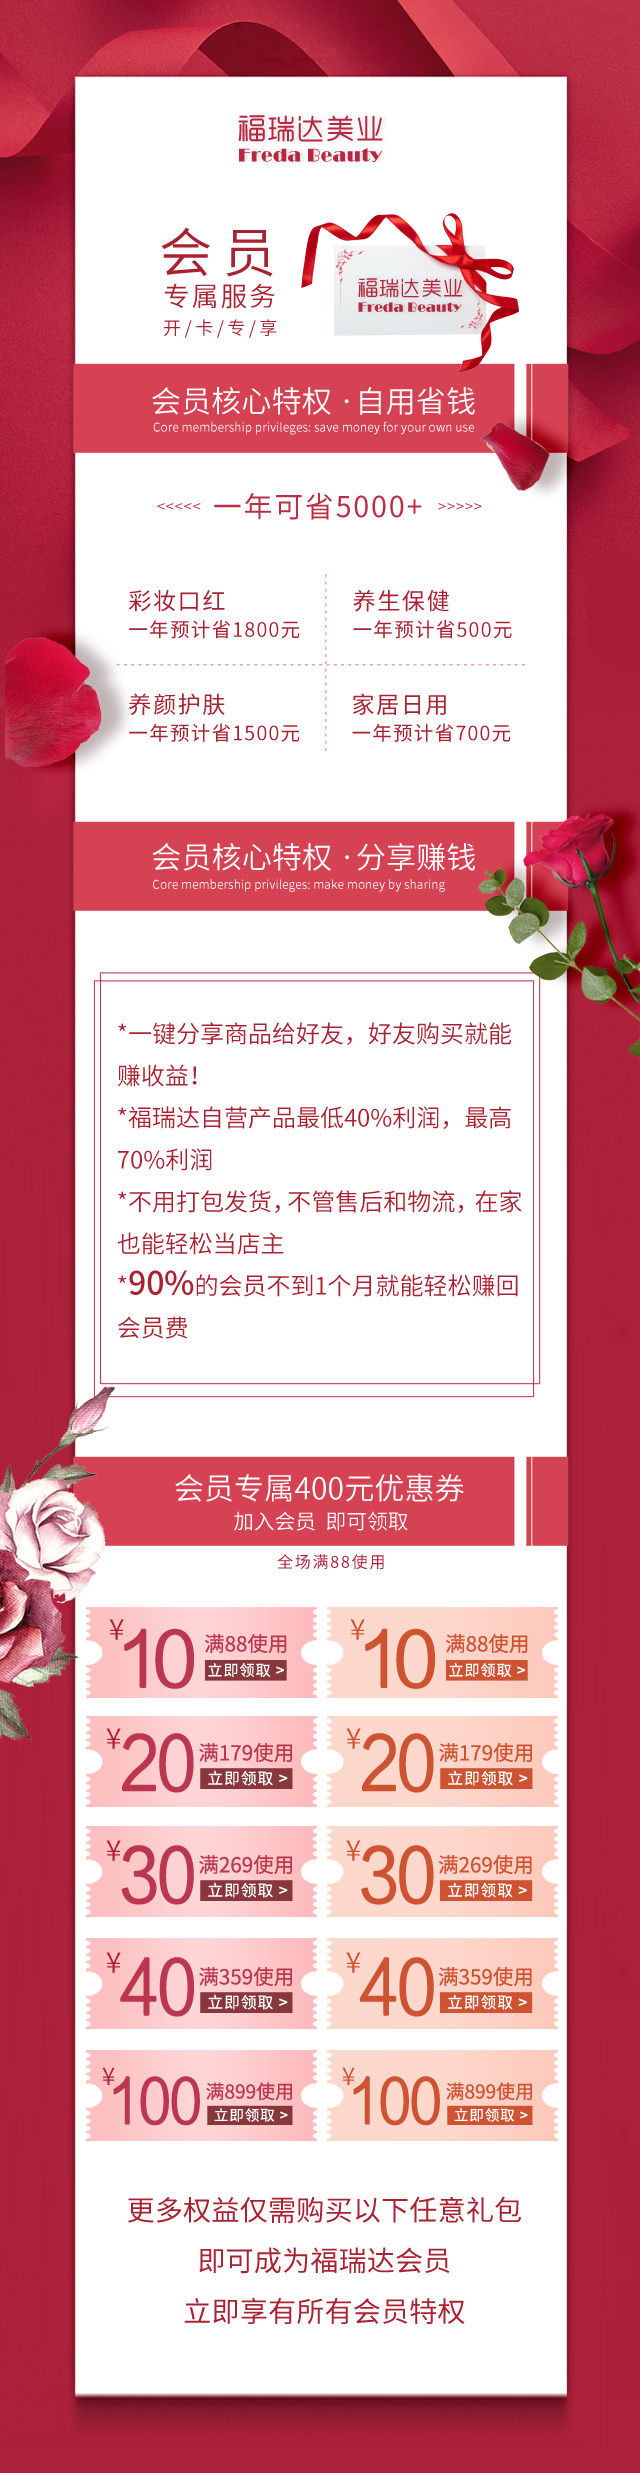 福瑞达美业
Freda Beauty
会员
专属服务
开/卡/专/享
福瑞达美业
Freda Beauty
会员核心特权·自用省钱
Core membership privileges: save money for your own use
<<<<< 一年可省5000+ >>>>>
彩妆口红
一年预计省1800元
养生保健
一年预计省500元
养颜护肤
一年预计省1500元
家居日用
一年预计省700元
会员核心特权·分享赚钱
Core membership privileges: make money by sharing
*一键分享商品给好友，好友购买就能
赚收益！
*福瑞达自营产品最低40%利润，最高
70%利润
*不用打包发货，不管售后和物流，在家
也能轻松当店主
*90%的会员不到1个月就能轻松赚回
会员费
会员专属400元优惠券
加入会员 即可领取
全场满88使用
¥10 满88使用
立即领取 >
¥10 满88使用
立即领取 >
¥20 满179使用
立即领取 >
¥20 满179使用
立即领取 >
¥30 满269使用
立即领取 >
¥30 满269使用
立即领取 >
¥40 满359使用
立即领取 >
¥40 满359使用
立即领取 >
¥100 满899使用
立即领取 >
¥100 满899使用
立即领取 >
更多权益仅需购买以下任意礼包
即可成为福瑞达会员
立即享有所有会员特权